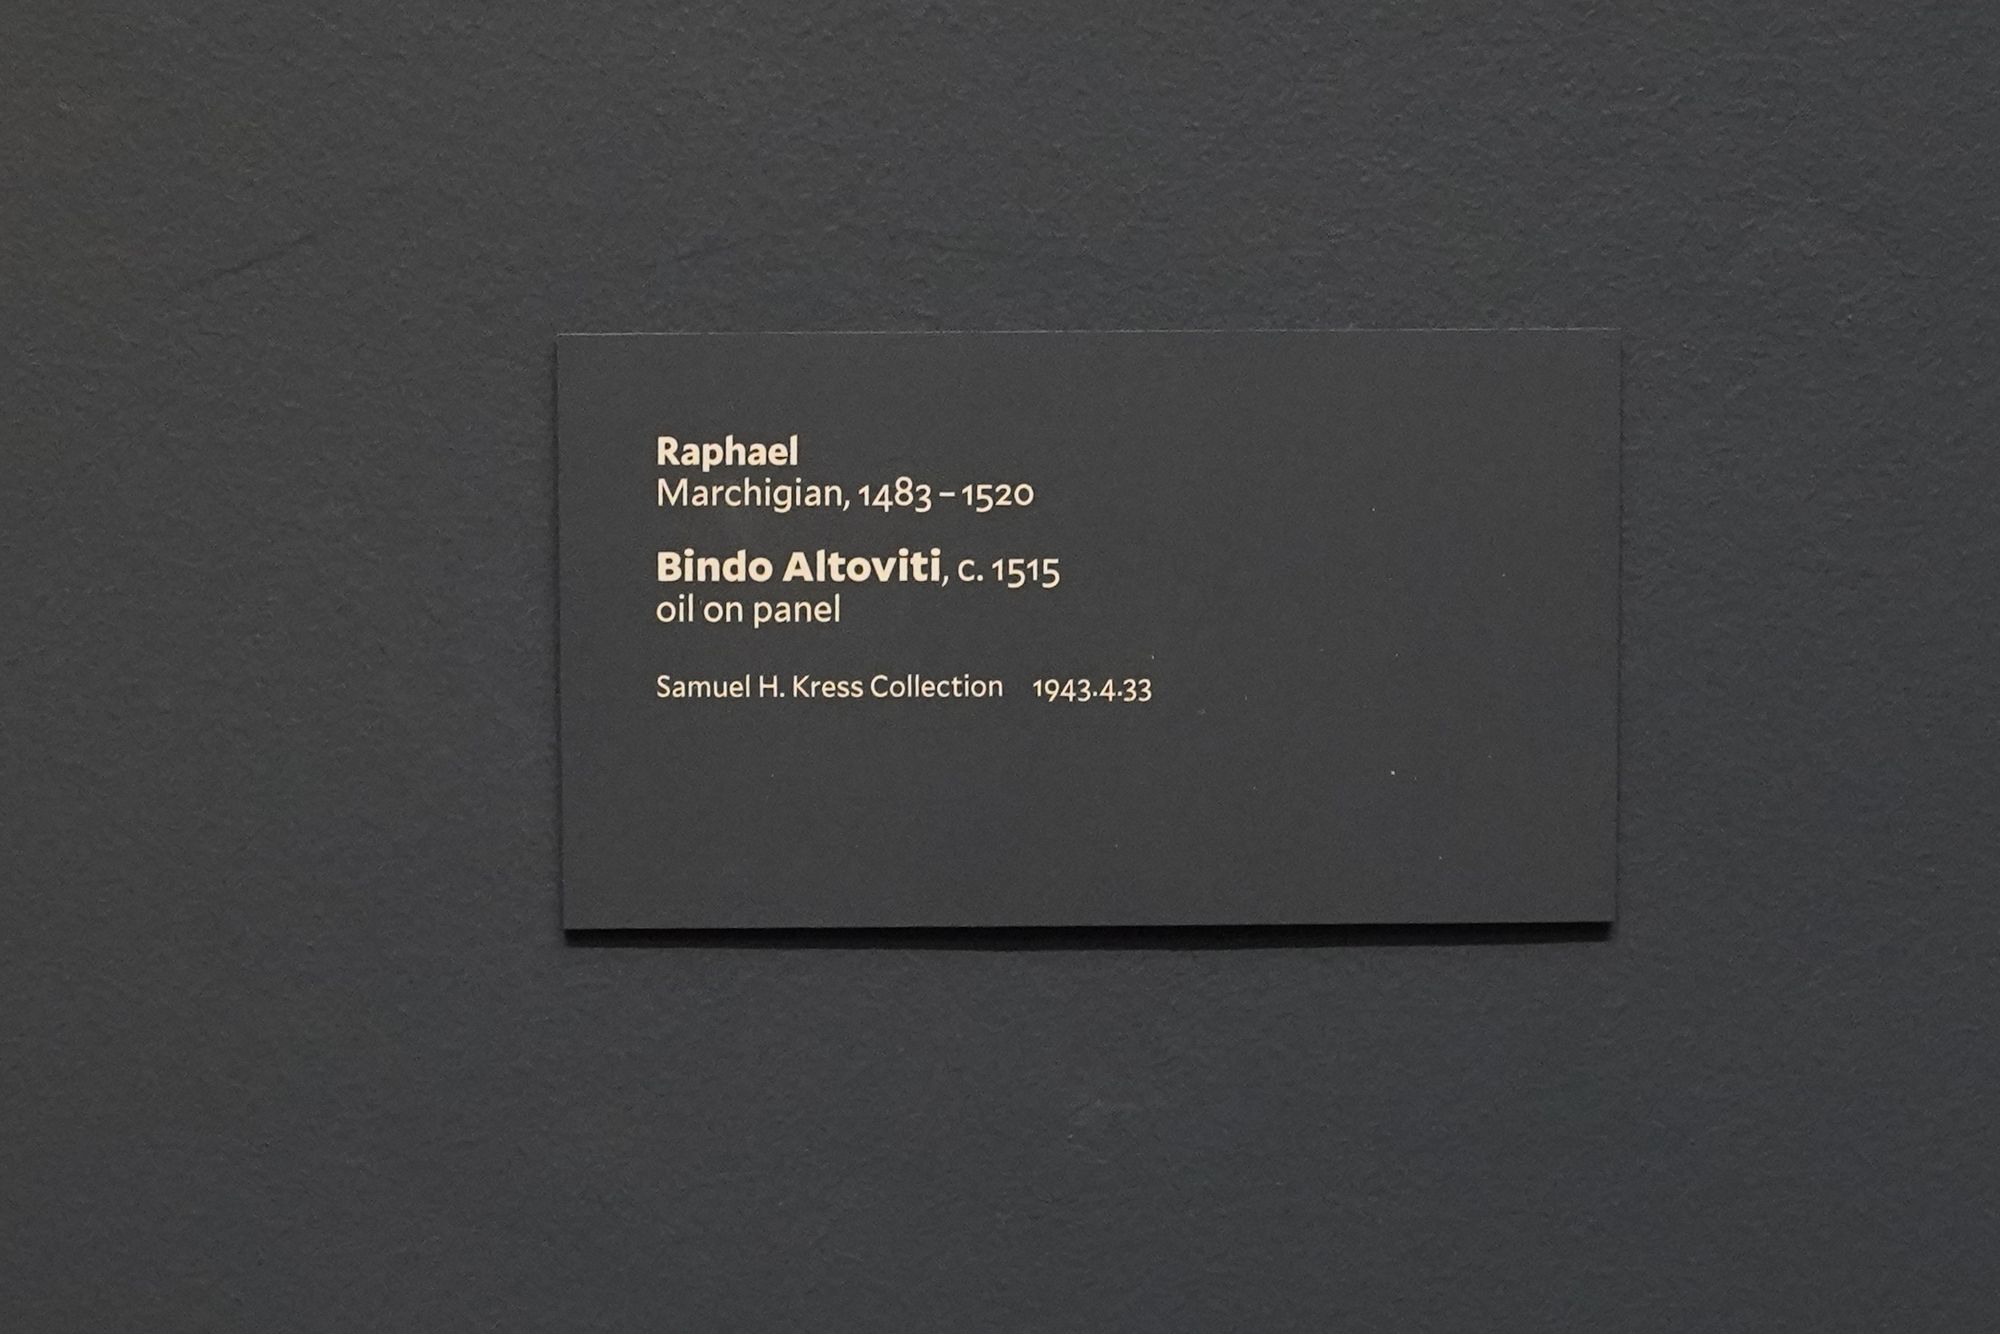 Raphael
Marchigian, 1483 – 1520
Bindo Altoviti, c. 1515
oil on panel
Samuel H. Kress Collection 1943.4.33